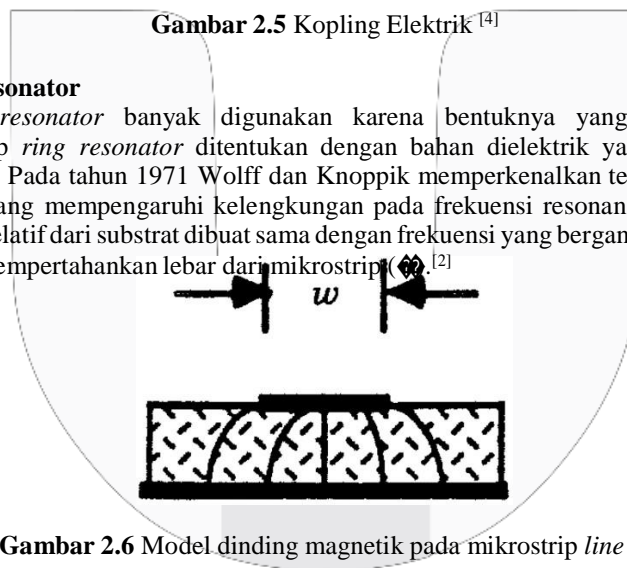 Gambar 2.5 Kopling Elektrik [4]
sonator
resonator banyak digunakan karena bentuknya yang
ring resonator ditentukan dengan bahan dielektrik ya
Pada tahun 1971 Wolff dan Knoppik memperkenalkan te
ang mempengaruhi kelengkungan pada frekuensi resonan
elatif dari substrat dibuat sama dengan frekuensi yang bergan
empertahankan lebar dari mikrostrip (��).[2]
w
Gambar 2.6 Model dinding magnetik pada mikrostrip line